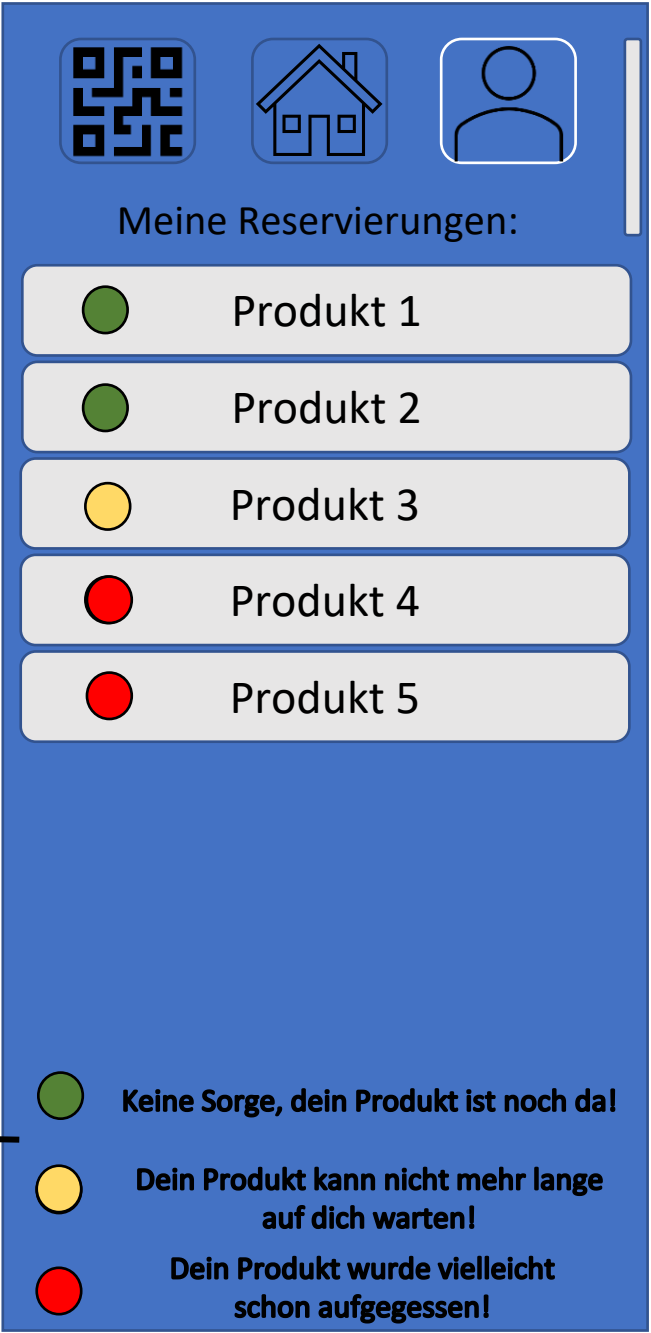 Meine Reservierungen:
Produkt 1
Produkt 2
Produkt 3
Produkt 4
Produkt 5
Keine Sorge, dein Produkt ist noch da!
Dein Produkt kann nicht mehr lange
auf dich warten!
Dein Produkt wurde vielleicht
schon aufgegessen!